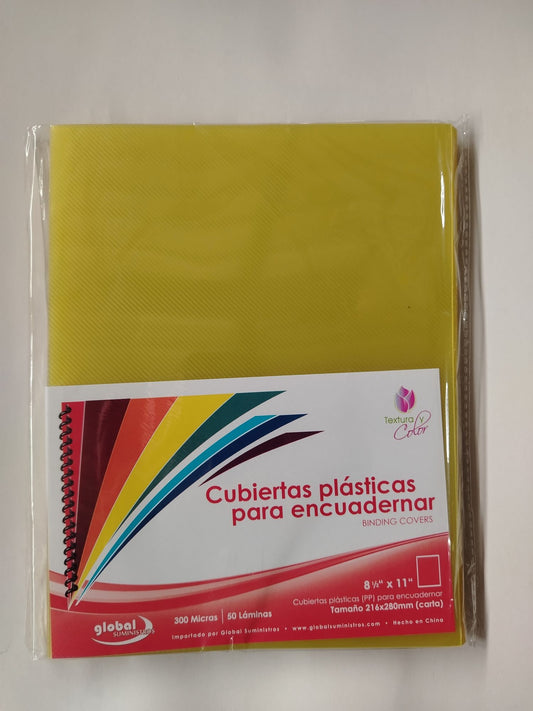 Textura y
Color
Cubiertas plásticas
para encuadernar
BINDING COVERS
8 ½" x 11"
Cubiertas plásticas (PP) para encuadernar
Tamaño 216x280mm (carta)
global
SUMINISTROS
300 Micras | 50 Láminas
Importado por Global Suministros • www.globalsuministros.com • Hecho en China